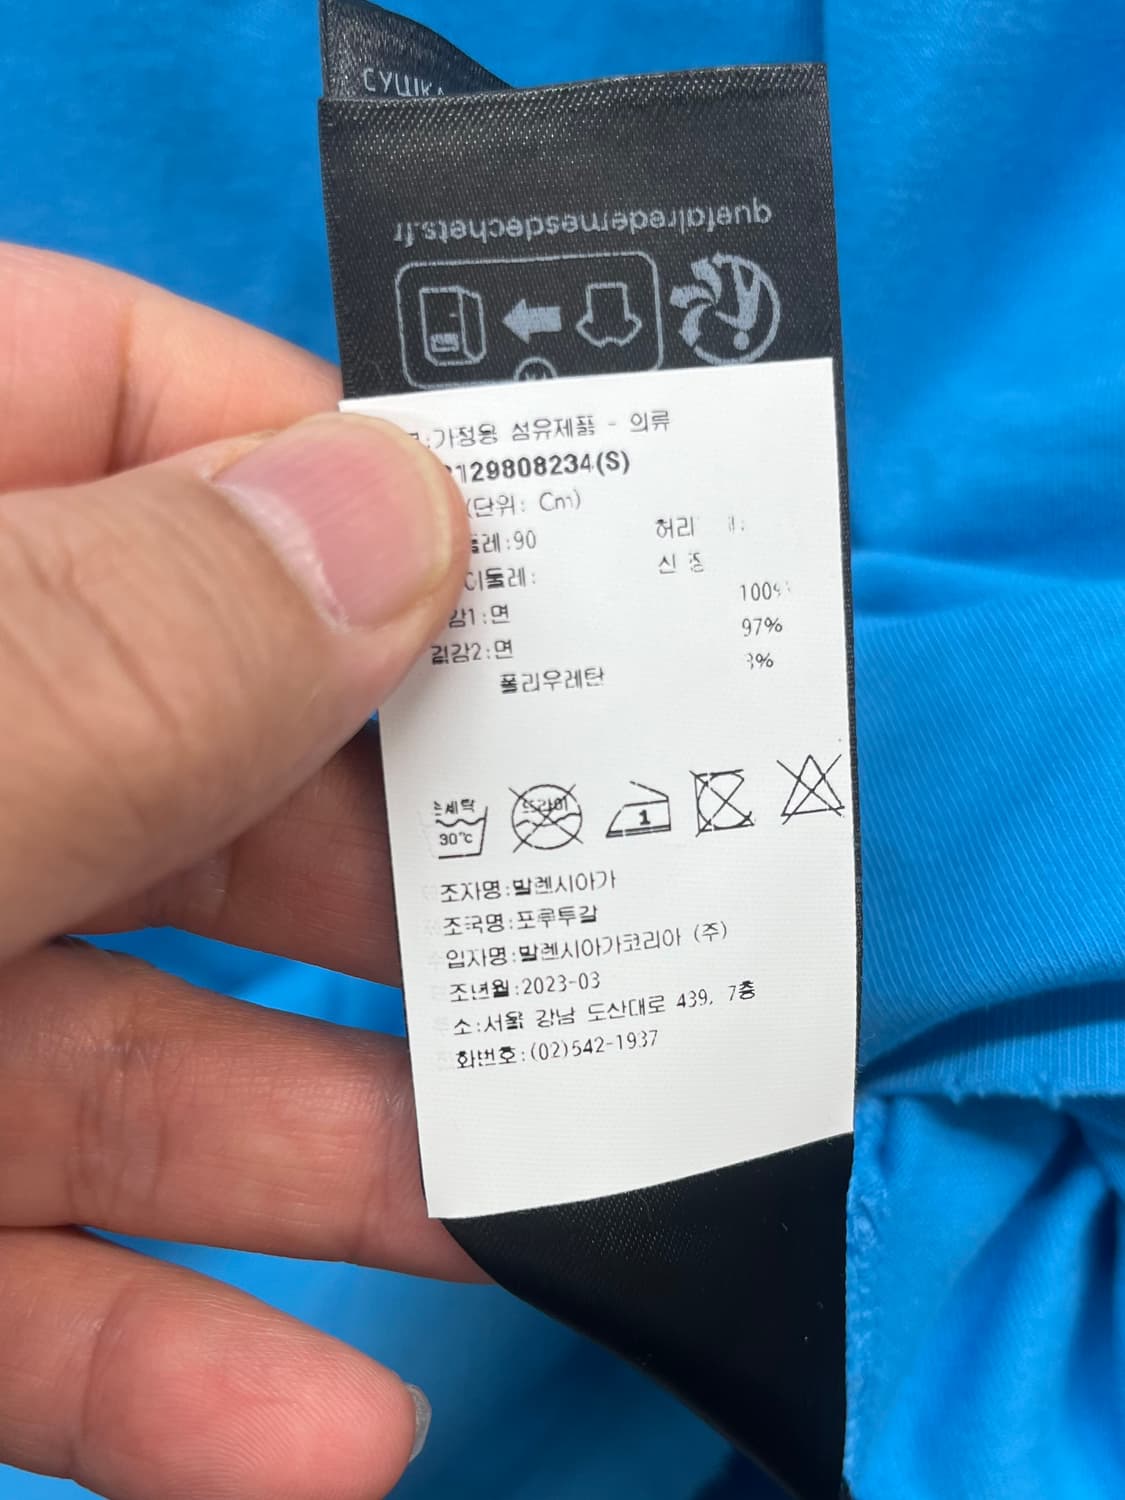 quefairedemesdechets.fr
:가정용 섬유제품 - 의류
129808234(S)
(단위: Cm)
둘레:90
허리
둘레:
신 장
감1:면 100%
겉감2:면 97%
폴리우레탄 3%
세탁
30℃
드라이
1
조자명:발렌시아가
조국명:포루투갈
입자명:발렌시아가코리아 (주)
조년월:2023-03
소:서울 강남 도산대로 439, 7층
화번호:(02)542-1937